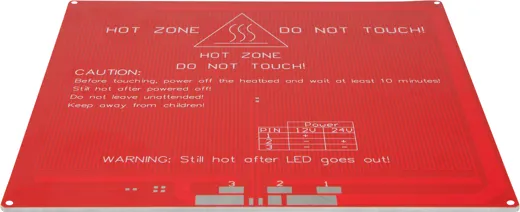 HOT ZONE DO NOT TOUCH!
HOT ZONE
DO NOT TOUCH!
CAUTION:
Before touching, power off the heatbed and wait at least 10 minutes!
Still hot after powered off!
Do not leave unattended!
Keep away from children!
Power
PIN 12V 24V
1 + +
2 - -
3 - +
WARNING: Still hot after LED goes out!
3 2 1